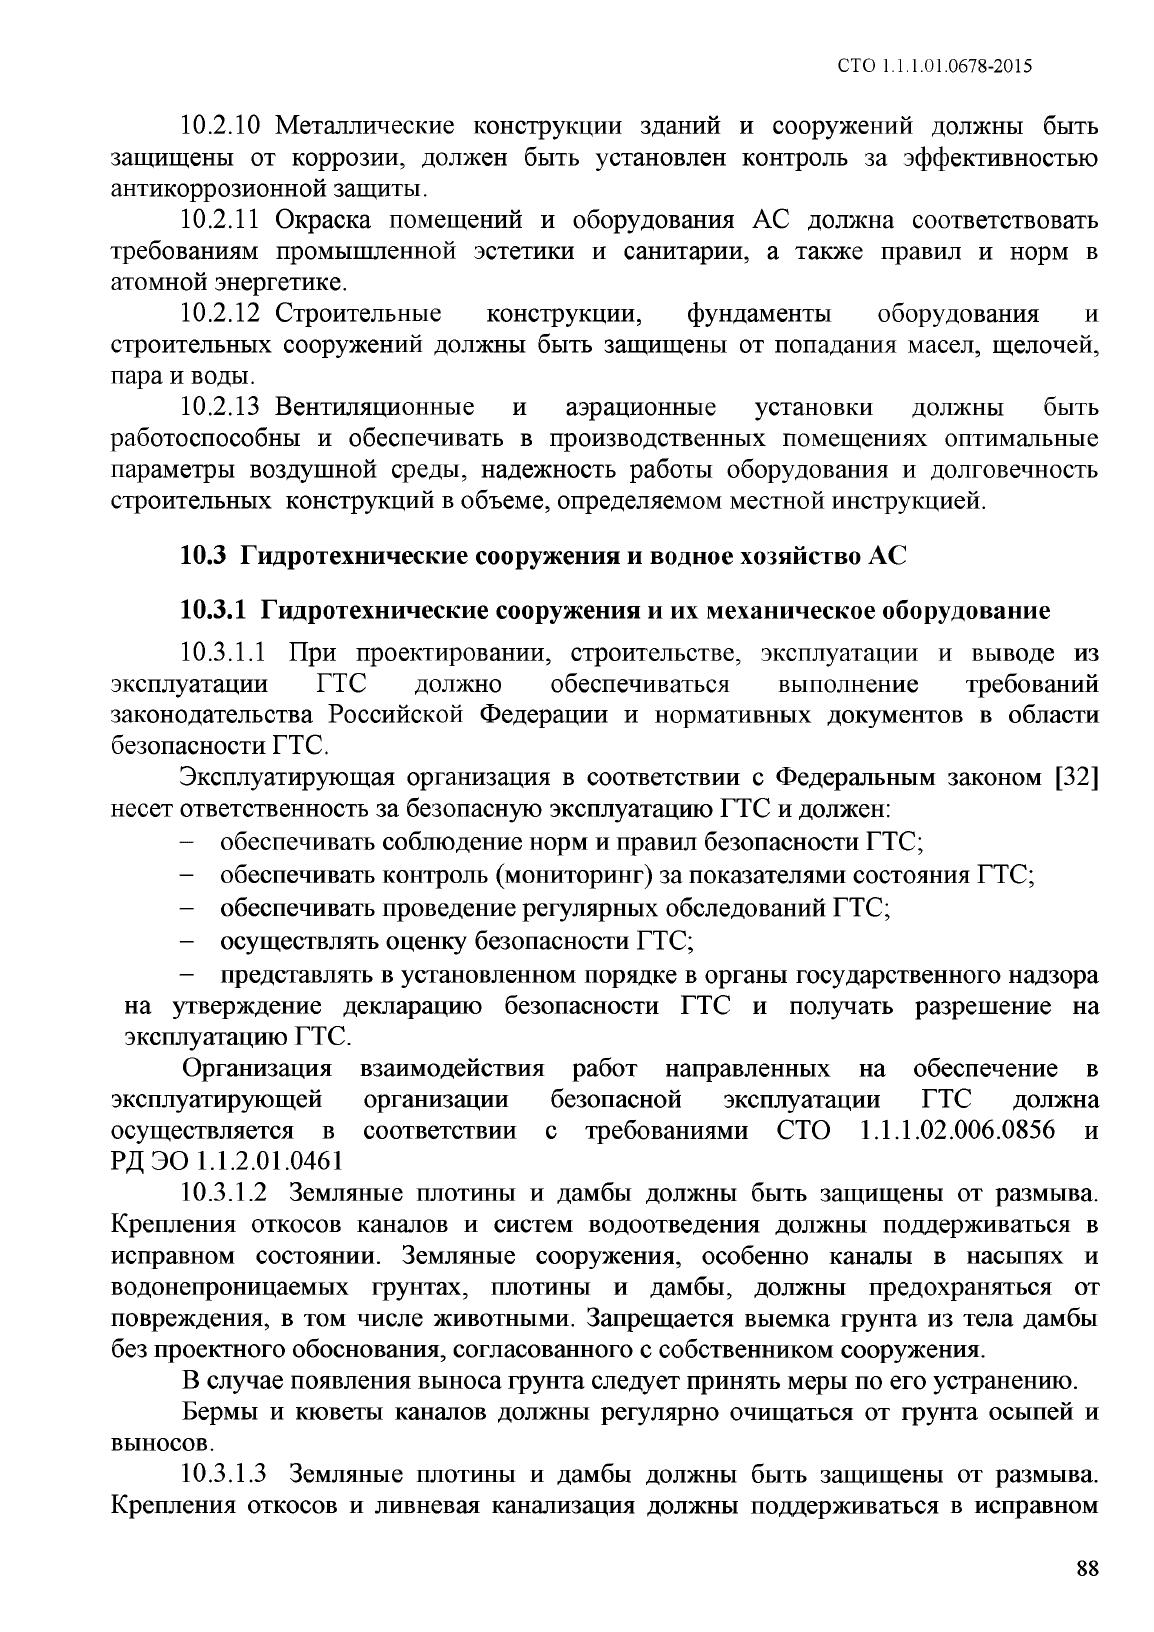 СТО 1.1.1.01.0678-2015
10.2.10 Металлические конструкции зданий и сооружений должны быть
защищены от коррозии, должен быть установлен контроль за эффективностью
антикоррозионной защиты.
10.2.11 Окраска помещений и оборудования АС должна соответствовать
требованиям промышленной эстетики и санитарии, а также правил и норм в
атомной энергетике.
10.2.12 Строительные конструкции, фундаменты оборудования и
строительных сооружений должны быть защищены от попадания масел, щелочей,
пара и воды.
10.2.13 Вентиляционные и аэрационные установки должны быть
работоспособны и обеспечивать в производственных помещениях оптимальные
параметры воздушной среды, надежность работы оборудования и долговечность
строительных конструкций в объеме, определяемом местной инструкцией.
10.3 Гидротехнические сооружения и водное хозяйство АС
10.3.1 Гидротехнические сооружения и их механическое оборудование
10.3.1.1 При проектировании, строительстве, эксплуатации и выводе из
эксплуатации ГТС должно обеспечиваться выполнение требований
законодательства Российской Федерации и нормативных документов в области
безопасности ГТС.
Эксплуатирующая организация в соответствии с Федеральным законом [32]
несет ответственность за безопасную эксплуатацию ГТС и должен:
– обеспечивать соблюдение норм и правил безопасности ГТС;
– обеспечивать контроль (мониторинг) за показателями состояния ГТС;
– обеспечивать проведение регулярных обследований ГТС;
– осуществлять оценку безопасности ГТС;
– представлять в установленном порядке в органы государственного надзора
на утверждение декларацию безопасности ГТС и получать разрешение на
эксплуатацию ГТС.
Организация взаимодействия работ направленных на обеспечение в
эксплуатирующей организации безопасной эксплуатации ГТС должна
осуществляется в соответствии с требованиями СТО 1.1.1.02.006.0856 и
РД ЭО 1.1.2.01.0461
10.3.1.2 Земляные плотины и дамбы должны быть защищены от размыва.
Крепления откосов каналов и систем водоотведения должны поддерживаться в
исправном состоянии. Земляные сооружения, особенно каналы в насыпях и
водонепроницаемых грунтах, плотины и дамбы, должны предохраняться от
повреждения, в том числе животными. Запрещается выемка грунта из тела дамбы
без проектного обоснования, согласованного с собственником сооружения.
В случае появления выноса грунта следует принять меры по его устранению.
Бермы и кюветы каналов должны регулярно очищаться от грунта осыпей и
выносов.
10.3.1.3 Земляные плотины и дамбы должны быть защищены от размыва.
Крепления откосов и ливневая канализация должны поддерживаться в исправном
88